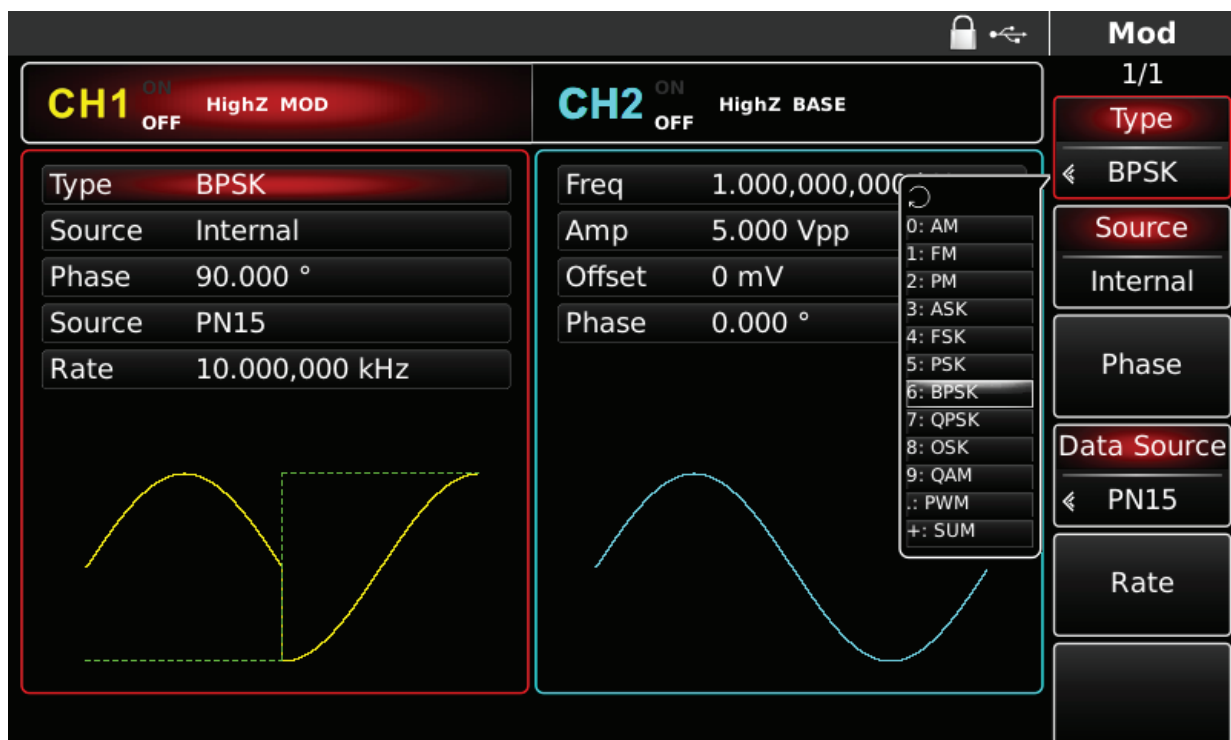 Mod
1/1
CH1 ON OFF HighZ MOD
CH2 ON OFF HighZ BASE
Type BPSK
Source Internal
Phase 90.000 °
Source PN15
Rate 10.000,000 kHz
Freq 1.000,000,000
Amp 5.000 Vpp
Offset 0 mV
Phase 0.000 °
0: AM
1: FM
2: PM
3: ASK
4: FSK
5: PSK
6: BPSK
7: QPSK
8: OSK
9: QAM
.: PWM
+: SUM
Type
BPSK
Source
Internal
Phase
Data Source
PN15
Rate